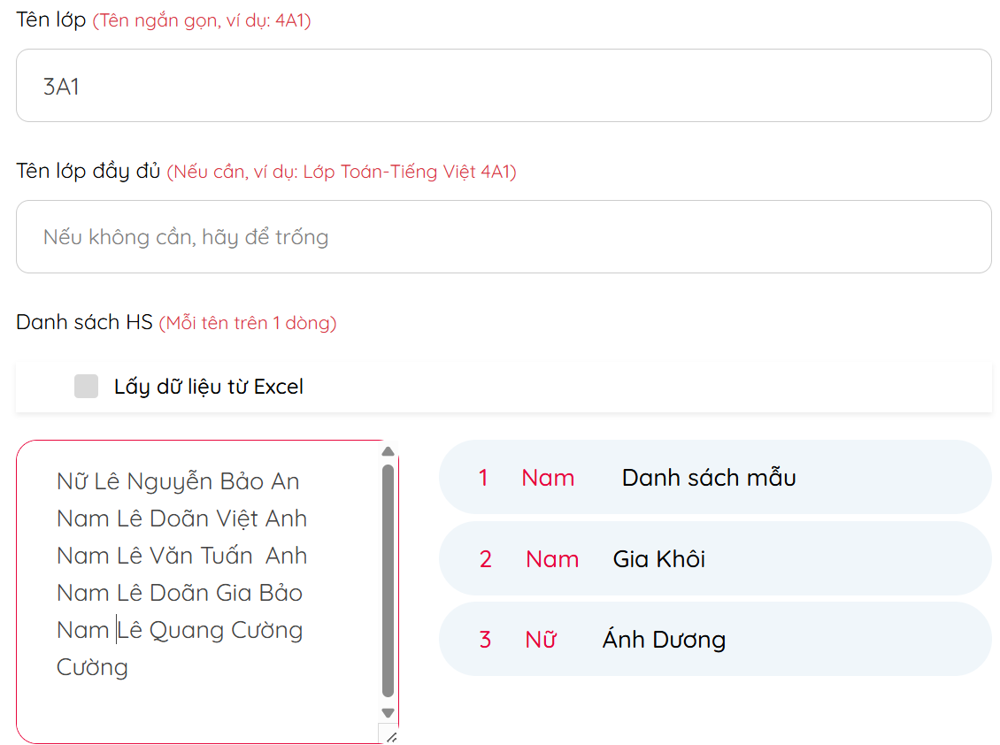 Tên lớp (Tên ngắn gọn, ví dụ: 4A1)
3A1
Tên lớp đầy đủ (Nếu cần, ví dụ: Lớp Toán-Tiếng Việt 4A1)
Nếu không cần, hãy để trống
Danh sách HS (Mỗi tên trên 1 dòng)
Lấy dữ liệu từ Excel
Nữ Lê Nguyễn Bảo An
Nam Lê Doãn Việt Anh
Nam Lê Văn Tuấn  Anh
Nam Lê Doãn Gia Bảo
Nam Lê Quang Cường
Cường
1 Nam Danh sách mẫu
2 Nam Gia Khôi
3 Nữ Ánh Dương